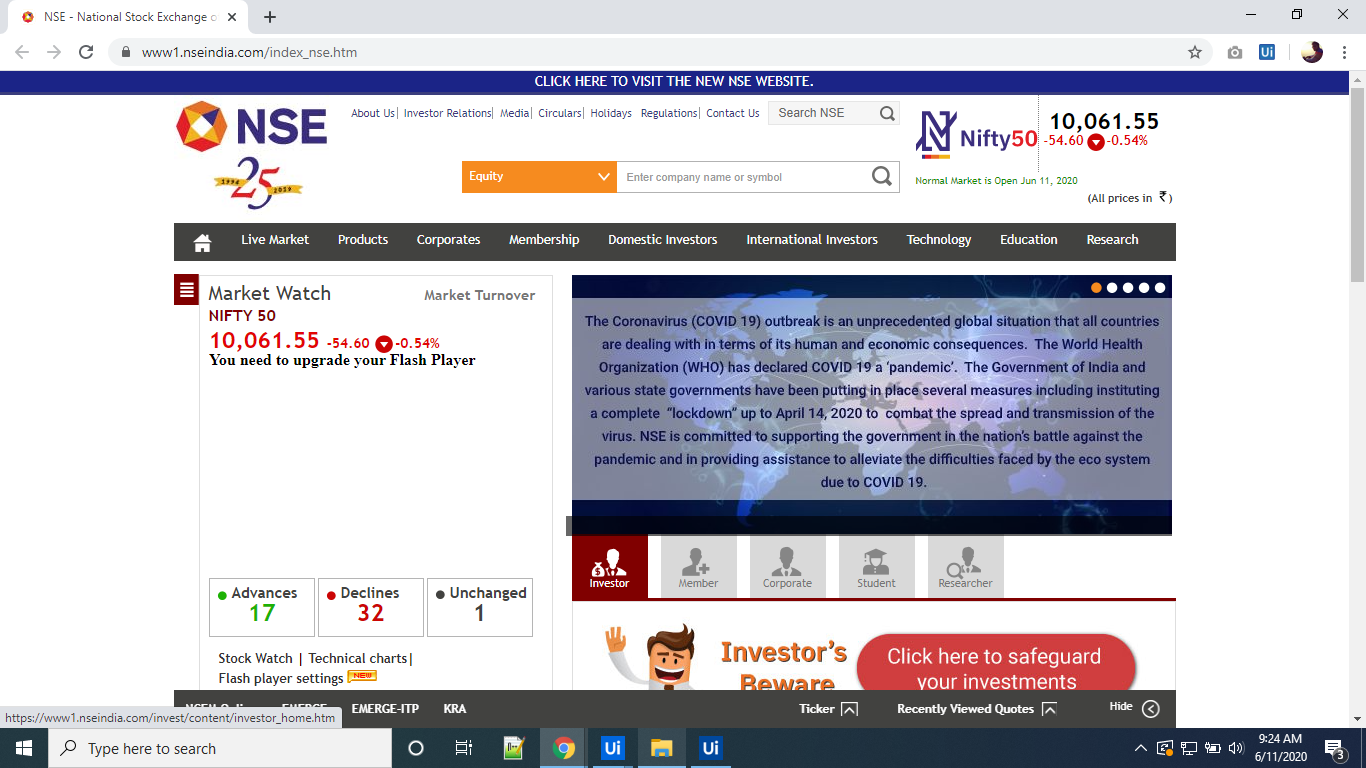 NSE - National Stock Exchange o
www1.nseindia.com/index_nse.htm
Ui
CLICK HERE TO VISIT THE NEW NSE WEBSITE.
NSE
1994 25 2019
About Us| Investor Relations| Media| Circulars| Holidays Regulations| Contact Us
Search NSE
Equity
Enter company name or symbol
Nifty50
10,061.55
-54.60 -0.54%
Normal Market is Open Jun 11, 2020
(All prices in ₹)
Live Market Products Corporates Membership Domestic Investors International Investors Technology Education Research
Market Watch
Market Turnover
NIFTY 50
10,061.55 -54.60 -0.54%
You need to upgrade your Flash Player
The Coronavirus (COVID 19) outbreak is an unprecedented global situation that all countries
are dealing with in terms of its human and economic consequences. The World Health
Organization (WHO) has declared COVID 19 a ‘pandemic’. The Government of India and
various state governments have been putting in place several measures including instituting
a complete “lockdown” up to April 14, 2020 to combat the spread and transmission of the
virus. NSE is committed to supporting the government in the nation's battle against the
pandemic and in providing assistance to alleviate the difficulties faced by the eco system
due to COVID 19.
Advances
17
Declines
32
Unchanged
1
Stock Watch | Technical charts|
Flash player settings NEW
Investor Member Corporate Student Researcher
Investor's
Beware
Click here to safeguard
your investments
EMERGE-ITP KRA
Ticker Recently Viewed Quotes Hide
https://www1.nseindia.com/invest/content/investor_home.htm
Type here to search
Ui
Ui
9:24 AM
6/11/2020
3